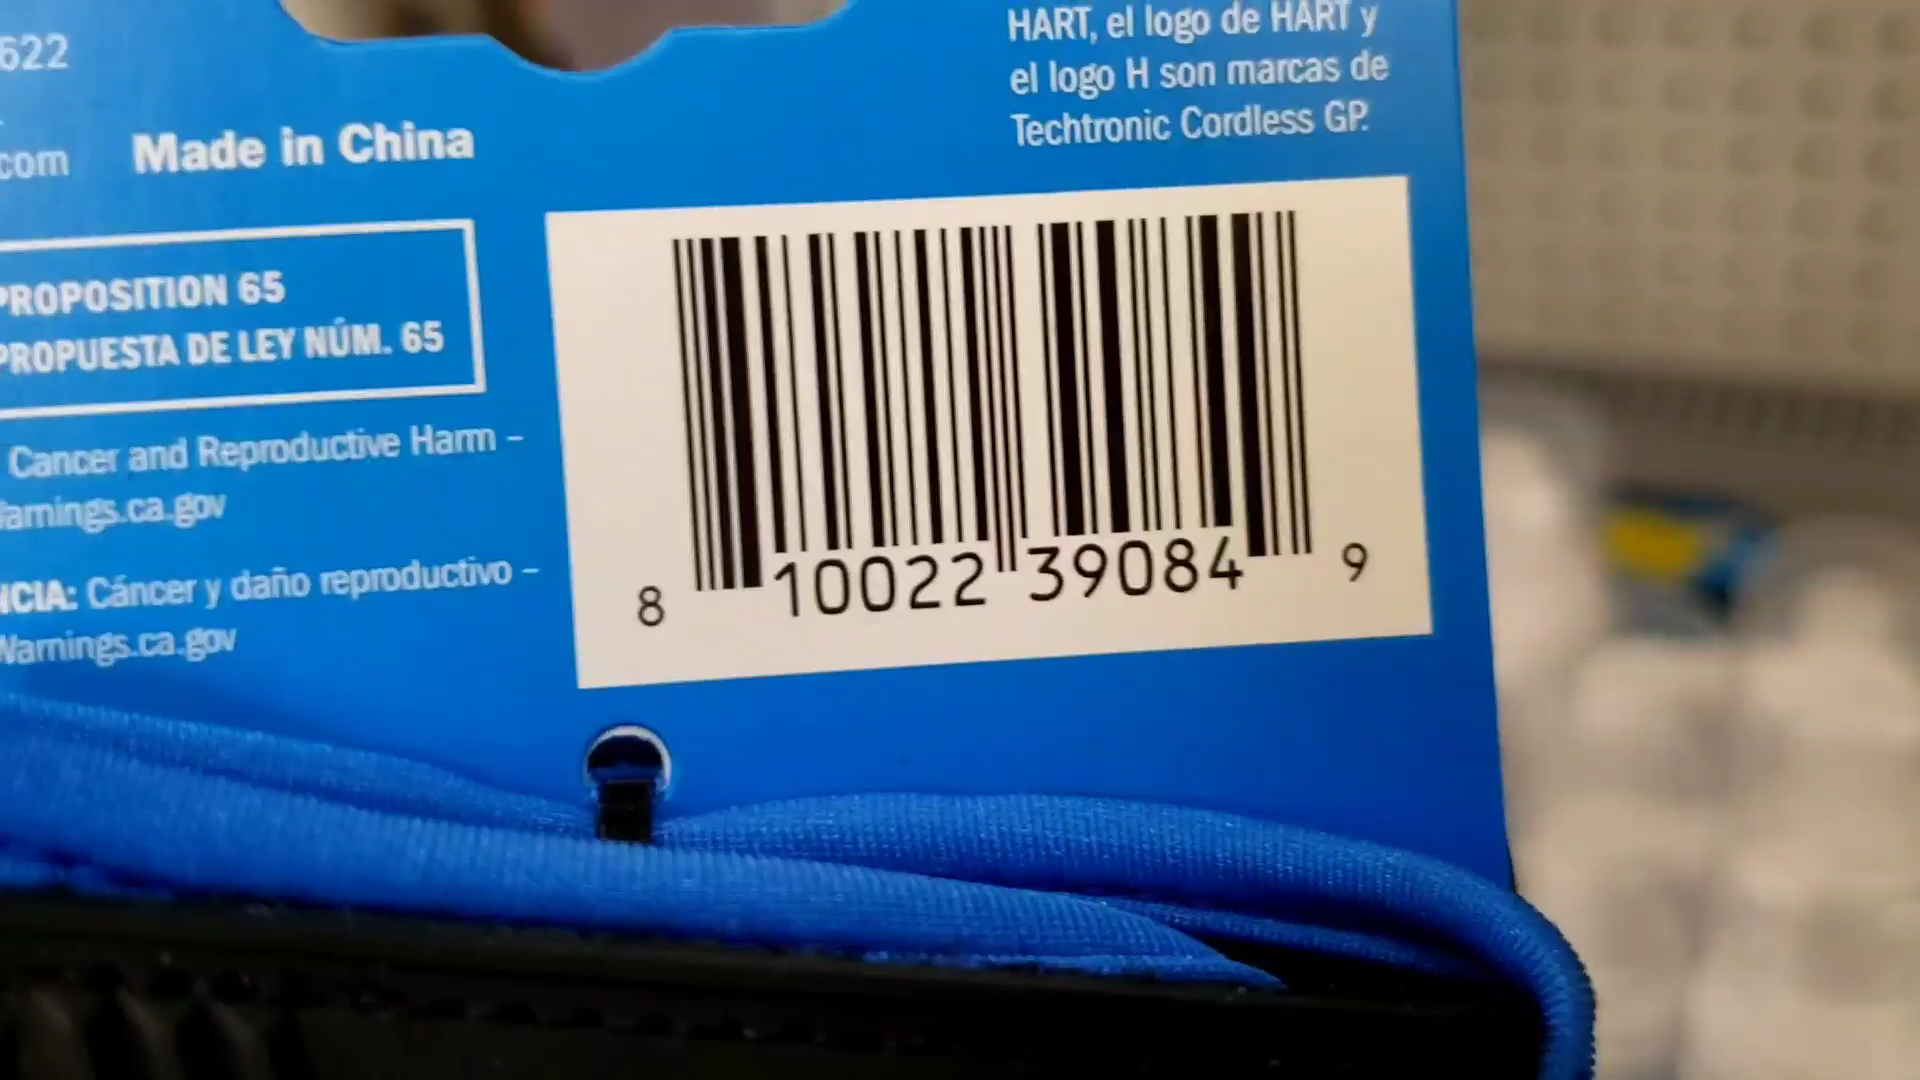 622
com
Made in China
HART, el logo de HART y
el logo H son marcas de
Techtronic Cordless GP.
PROPOSITION 65
PROPUESTA DE LEY NÚM. 65
Cancer and Reproductive Harm –
Warnings.ca.gov
NCIA: Cáncer y daño reproductivo –
Warnings.ca.gov
8 10022 39084 9